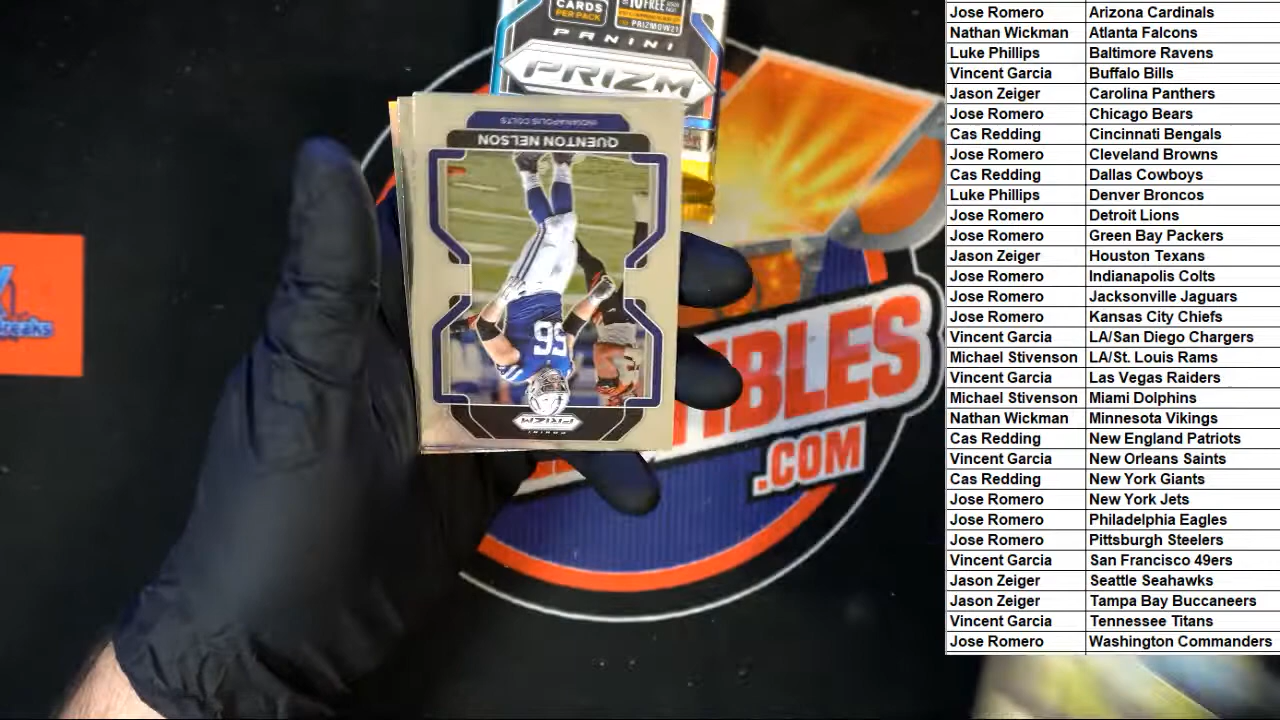 CARDS
PER PACK
10 FREE
PRIZMOW21
PANINI
PRIZM
INDIANAPOLIS COLTS
QUENTON NELSON
56
PRIZM
PANINI
reaks
IBLES
.COM
Jose Romero Arizona Cardinals
Nathan Wickman Atlanta Falcons
Luke Phillips Baltimore Ravens
Vincent Garcia Buffalo Bills
Jason Zeiger Carolina Panthers
Jose Romero Chicago Bears
Cas Redding Cincinnati Bengals
Jose Romero Cleveland Browns
Cas Redding Dallas Cowboys
Luke Phillips Denver Broncos
Jose Romero Detroit Lions
Jose Romero Green Bay Packers
Jason Zeiger Houston Texans
Jose Romero Indianapolis Colts
Jose Romero Jacksonville Jaguars
Jose Romero Kansas City Chiefs
Vincent Garcia LA/San Diego Chargers
Michael Stivenson LA/St. Louis Rams
Vincent Garcia Las Vegas Raiders
Michael Stivenson Miami Dolphins
Nathan Wickman Minnesota Vikings
Cas Redding New England Patriots
Vincent Garcia New Orleans Saints
Cas Redding New York Giants
Jose Romero New York Jets
Jose Romero Philadelphia Eagles
Jose Romero Pittsburgh Steelers
Vincent Garcia San Francisco 49ers
Jason Zeiger Seattle Seahawks
Jason Zeiger Tampa Bay Buccaneers
Vincent Garcia Tennessee Titans
Jose Romero Washington Commanders